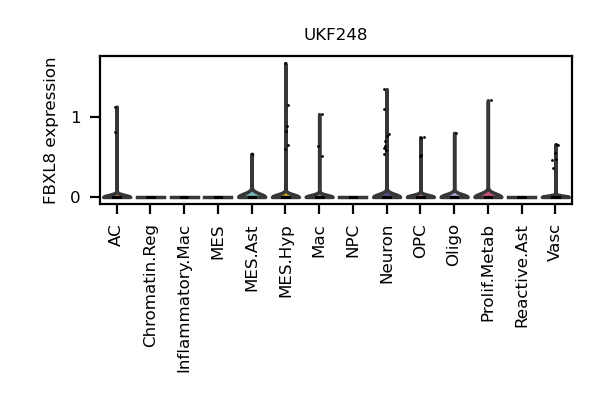 UKF248
FBXL8 expression
1
0
AC
Chromatin.Reg
Inflammatory.Mac
MES
MES.Ast
MES.Hyp
Mac
NPC
Neuron
OPC
Oligo
Prolif.Metab
Reactive.Ast
Vasc